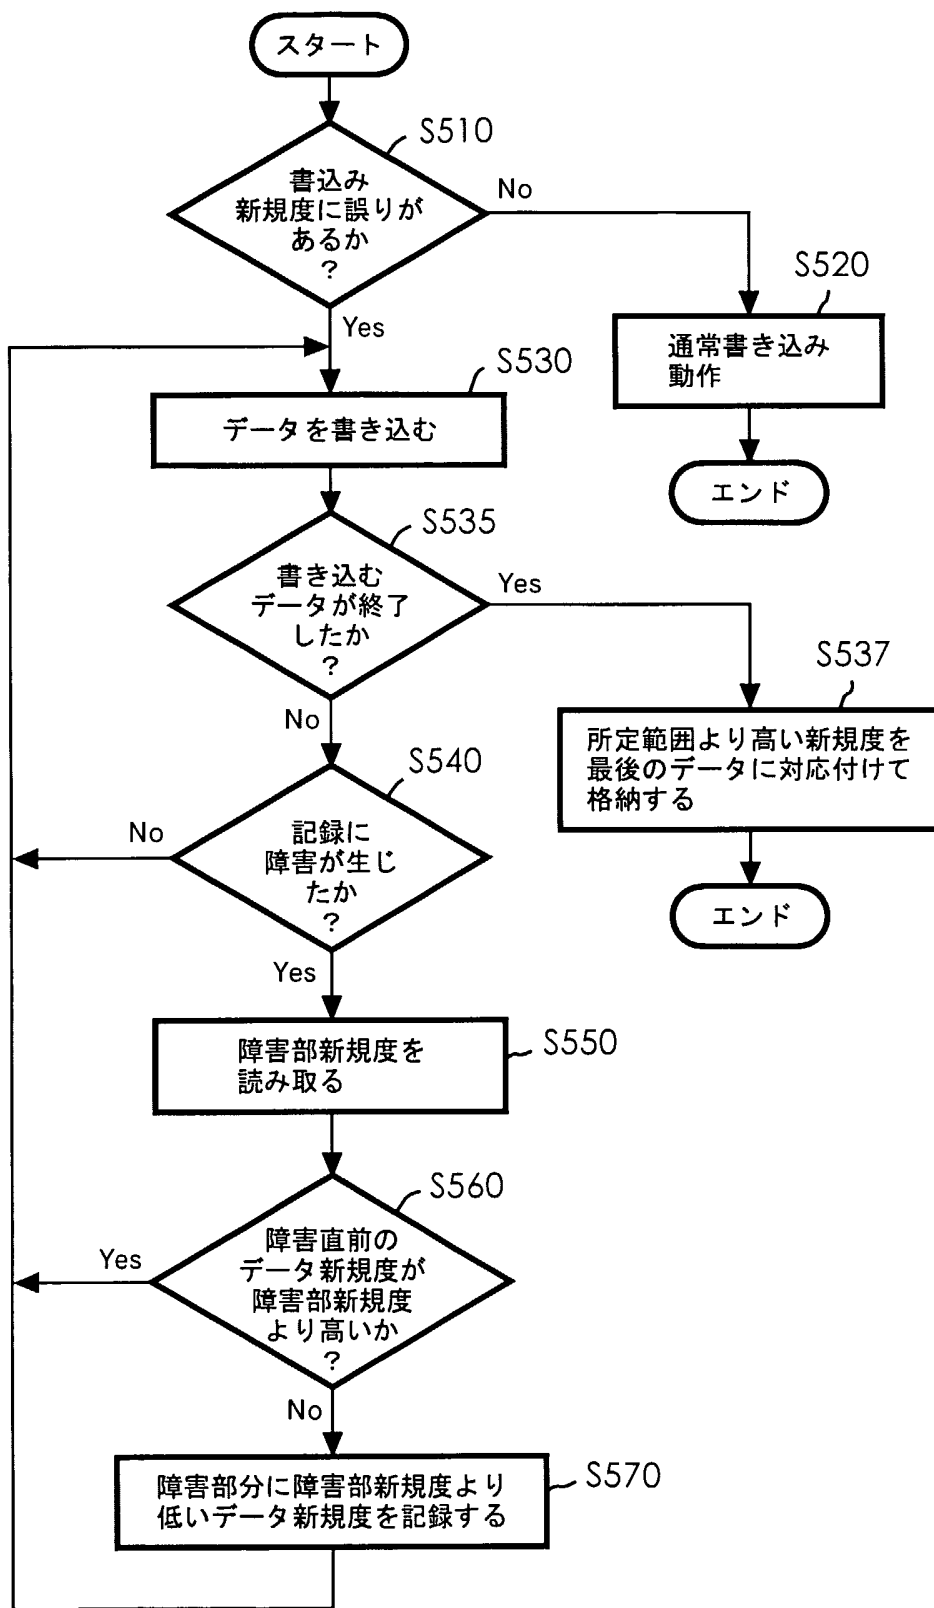 スタート
S510
書込み
新規度に誤りが
あるか
?
No
Yes
S520
通常書き込み
動作
エンド
S530
データを書き込む
S535
書き込む
データが終了
したか
?
Yes
No
S537
所定範囲より高い新規度を
最後のデータに対応付けて
格納する
エンド
S540
記録に
障害が生じ
たか
?
No
Yes
S550
障害部新規度を
読み取る
S560
障害直前の
データ新規度が
障害部新規度
より高いか
?
Yes
No
S570
障害部分に障害部新規度より
低いデータ新規度を記録する